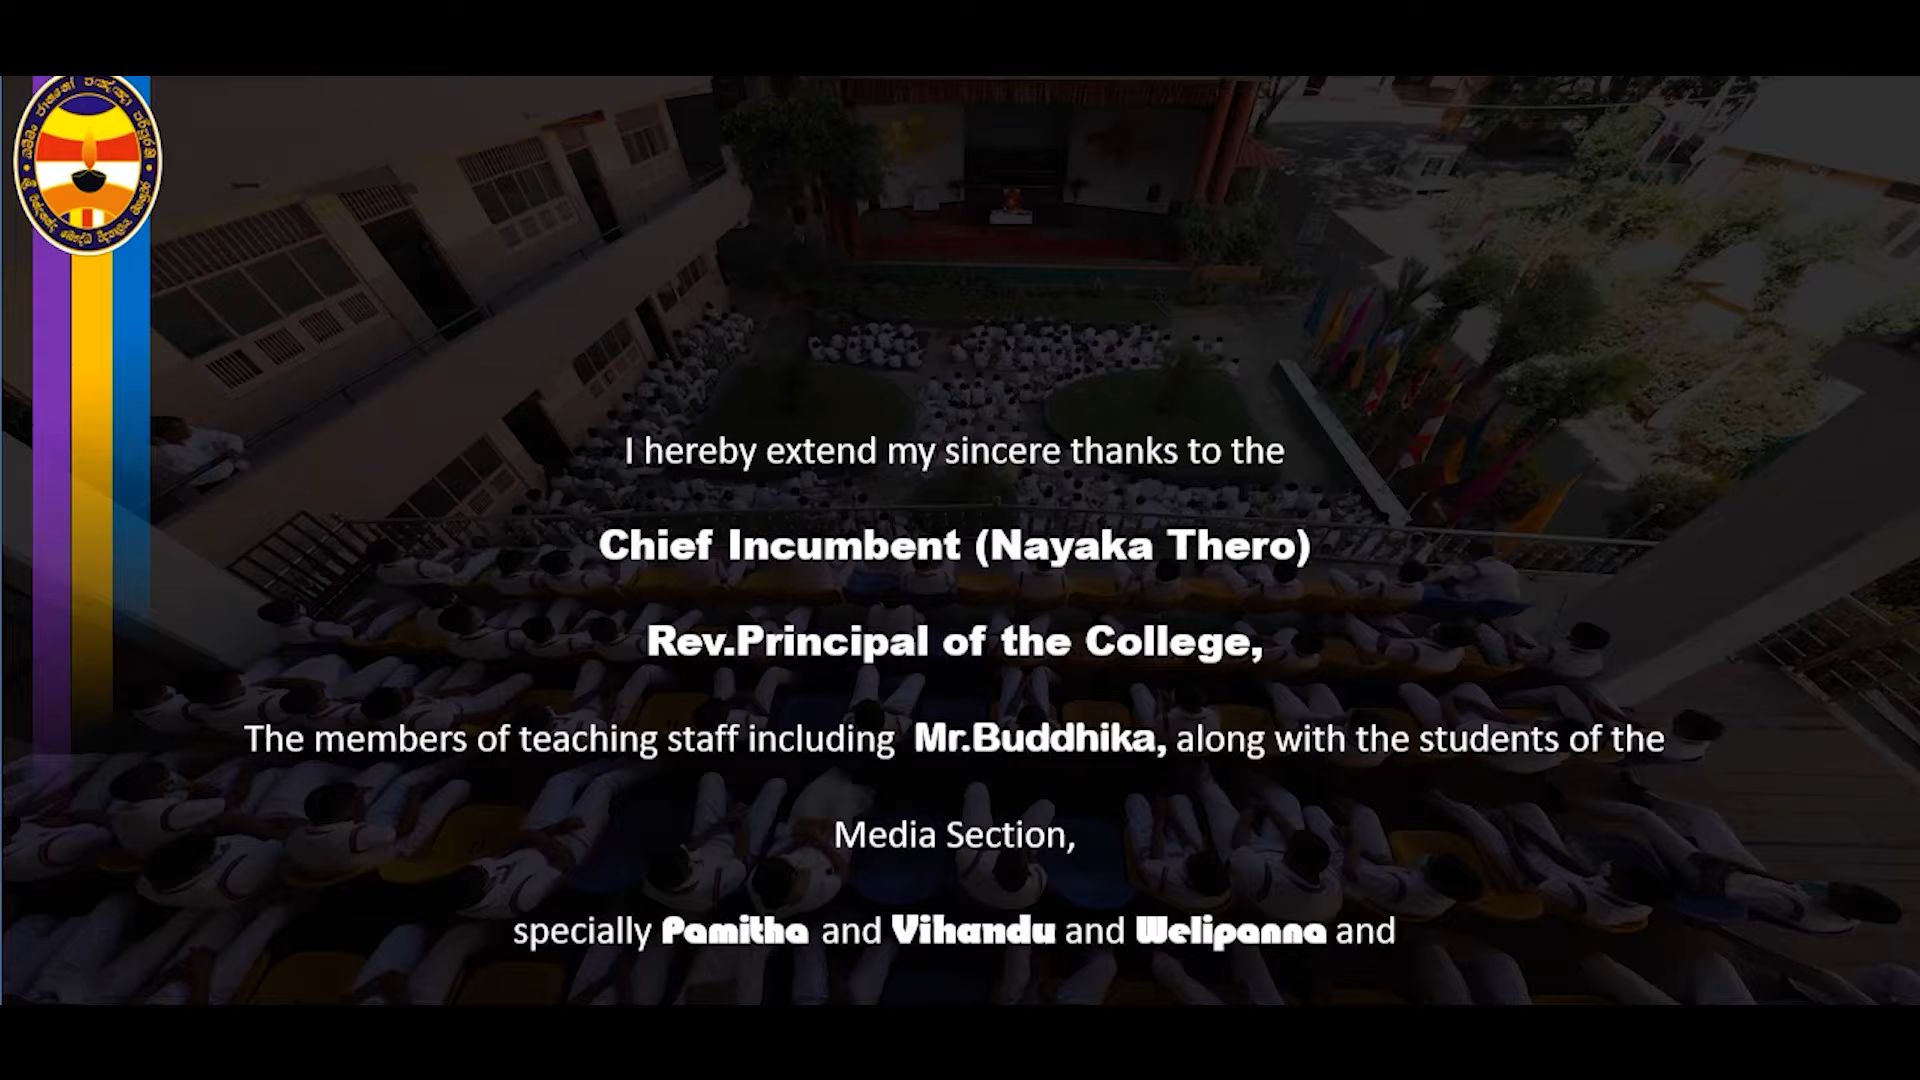 I hereby extend my sincere thanks to the
Chief Incumbent (Nayaka Thero)
Rev.Principal of the College,
The members of teaching staff including Mr.Buddhika, along with the students of the
Media Section,
specially Pamitha and Vihandu and Welipanna and